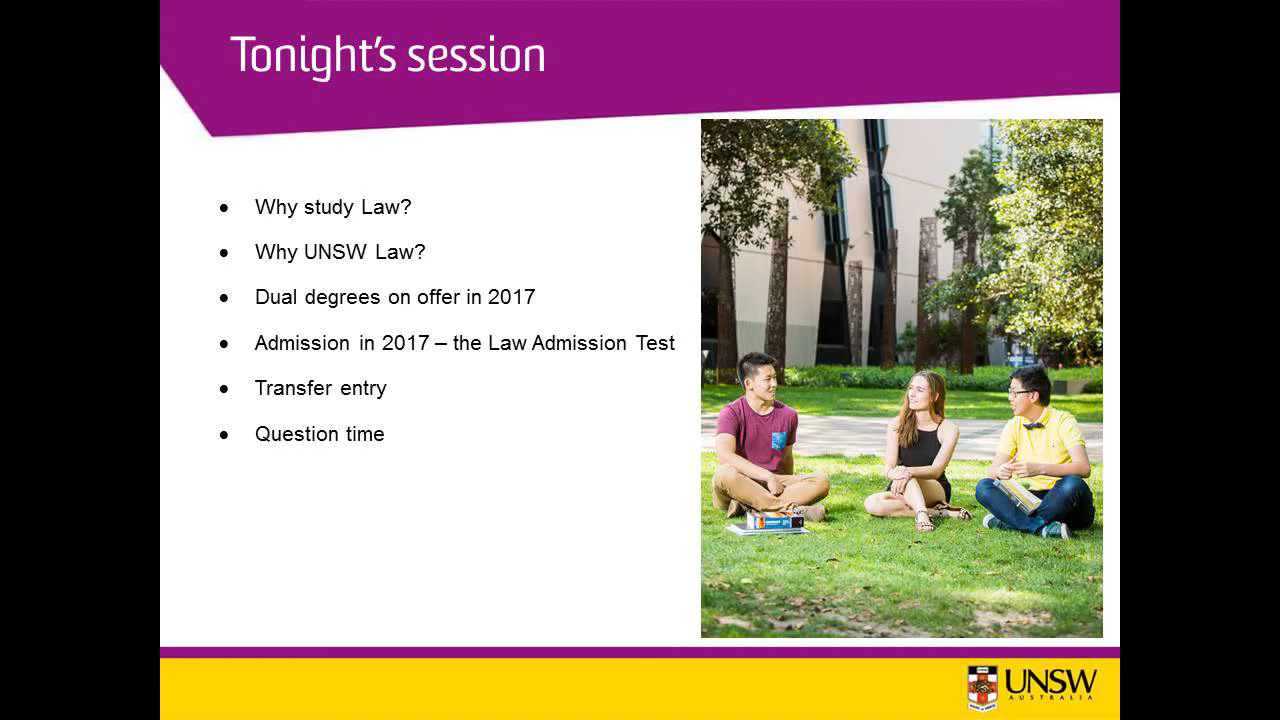 Tonight's session
• Why study Law?
• Why UNSW Law?
• Dual degrees on offer in 2017
• Admission in 2017 – the Law Admission Test
• Transfer entry
• Question time
UNSW
AUSTRALIA